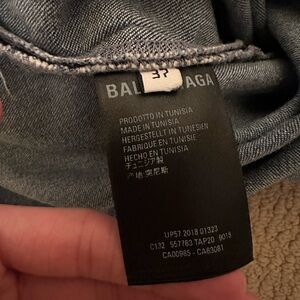 37
BAL AGA
PRODOTTO IN TUNISIA
MADE IN TUNISIA
HERGESTELLT IN TUNESIEN
FABRIQUE EN TUNISIE
HECHO EN TUNISIA
チュニジア製
产地:突尼斯
UP57 2018 01323
C132 557783 TAP20 9019
CA00985 - CA63081